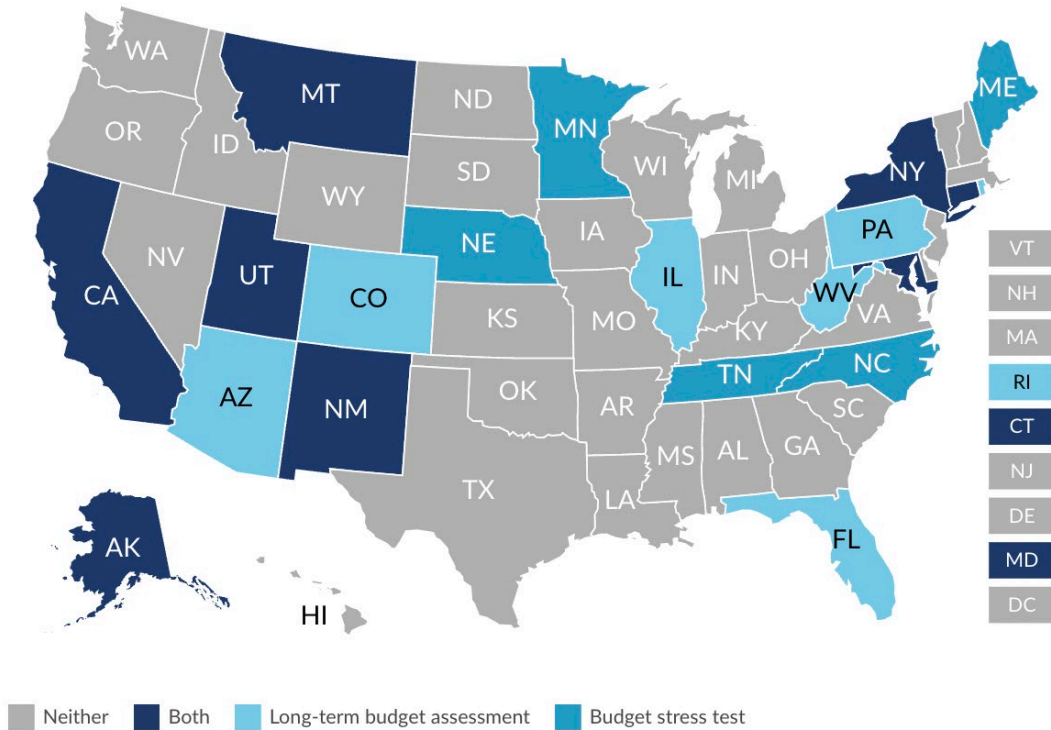 WA
MT
ND
MN
ME
OR
ID
SD
WI
MI
NY
WY
NE
IA
PA
NV
UT
CO
IL
IN
OH
WV
VA
CA
KS
MO
KY
AZ
NM
OK
AR
TN
NC
SC
TX
LA
MS
AL
GA
FL
AK
HI
VT
NH
MA
RI
CT
NJ
DE
MD
DC
Neither
Both
Long-term budget assessment
Budget stress test